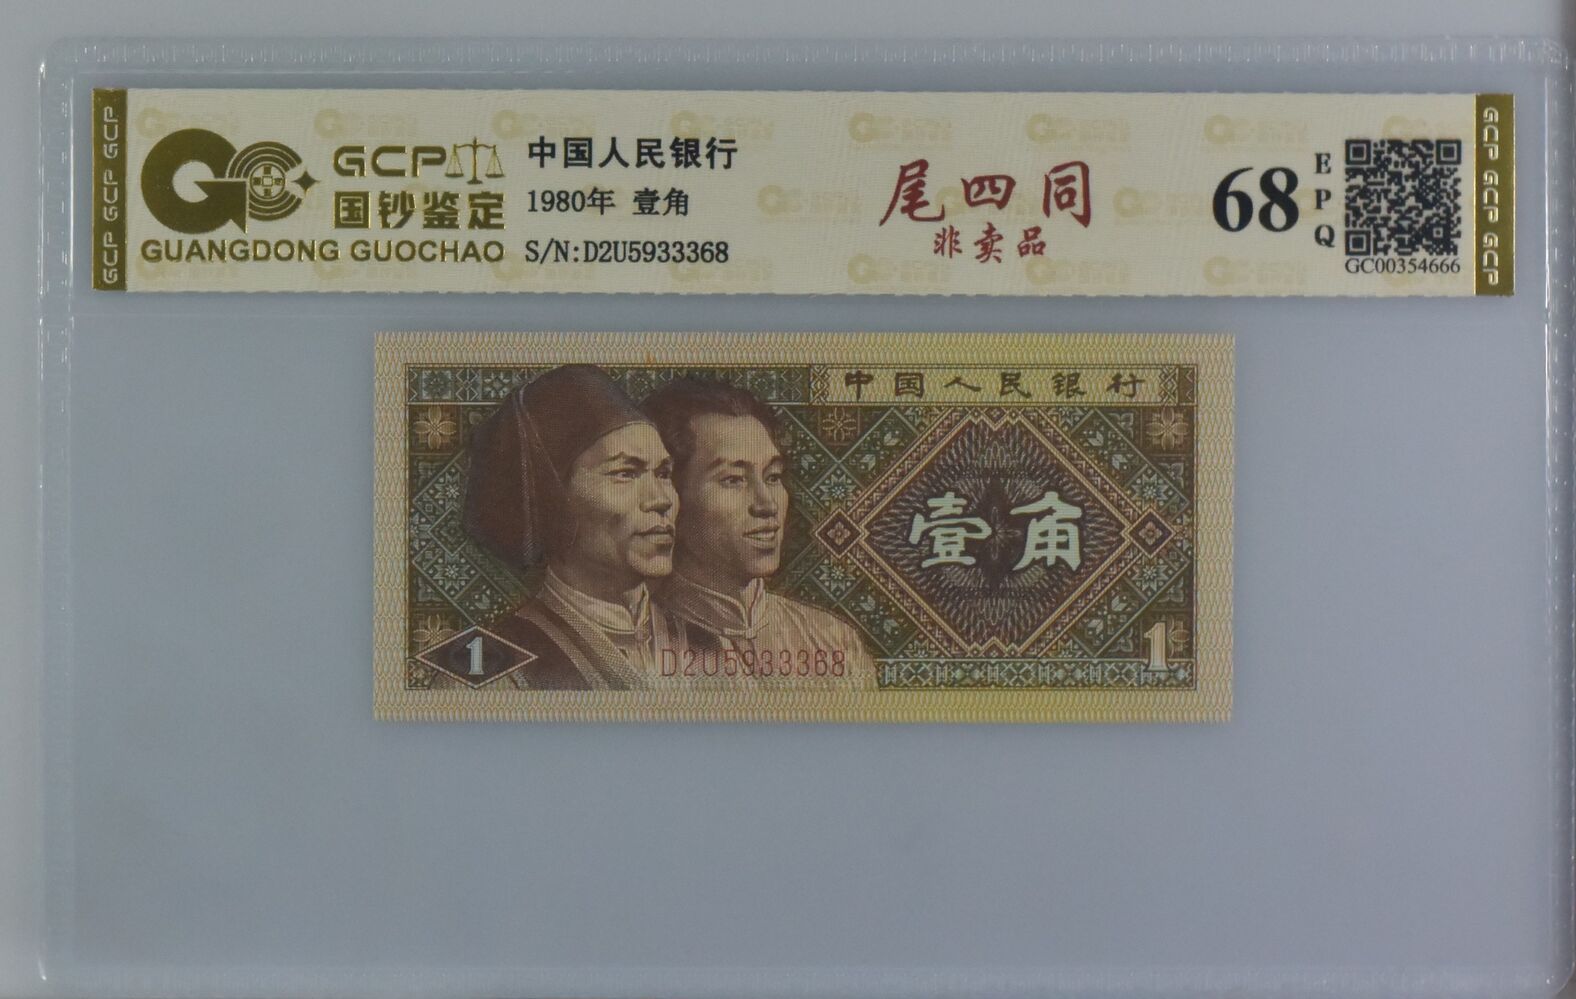 GCP GCP GCP
GCP
国钞鉴定
GUANGDONG GUOCHAO
中国人民银行
1980年 壹角
S/N:D2U5933368
尾四同
非卖品
68
E
P
Q
GC00354666
GCP GCP GCP
中国人民银行
壹角
1
1
D2U5933368